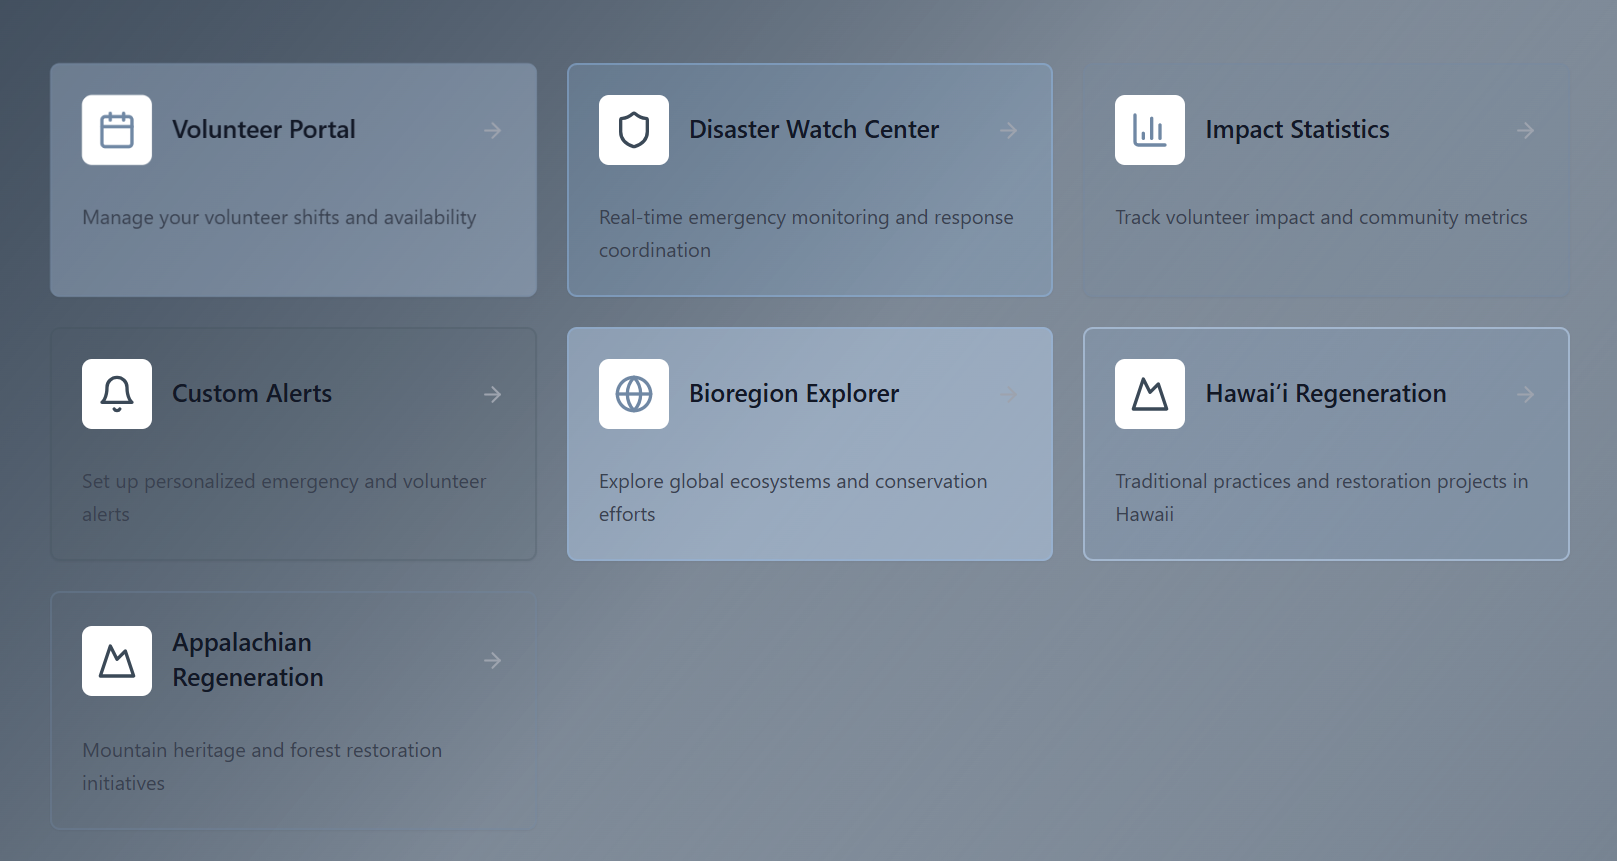 Volunteer Portal
Manage your volunteer shifts and availability
Disaster Watch Center
Real-time emergency monitoring and response
coordination
Impact Statistics
Track volunteer impact and community metrics
Custom Alerts
Set up personalized emergency and volunteer
alerts
Bioregion Explorer
Explore global ecosystems and conservation
efforts
Hawaiʻi Regeneration
Traditional practices and restoration projects in
Hawaii
Appalachian
Regeneration
Mountain heritage and forest restoration
initiatives